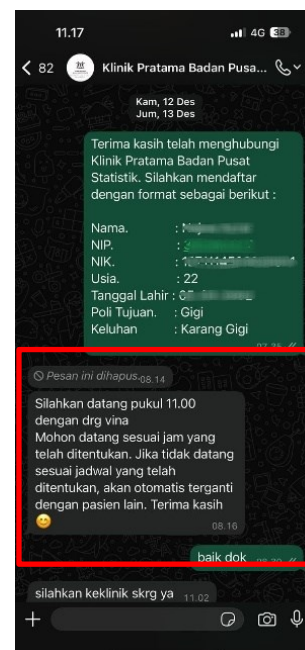 11.17
4G 38
82 Klinik Pratama Badan Pusa...
Kam, 12 Des
Jum, 13 Des
Terima kasih telah menghubungi
Klinik Pratama Badan Pusat
Statistik. Silahkan mendaftar
dengan format sebagai berikut :
Nama. :
NIP. :
NIK. :
Usia. : 22
Tanggal Lahir :
Poli Tujuan. : Gigi
Keluhan : Karang Gigi
Pesan ini dihapus. 08.14
Silahkan datang pukul 11.00
dengan drg vina
Mohon datang sesuai jam yang
telah ditentukan. Jika tidak datang
sesuai jadwal yang telah
ditentukan, akan otomatis terganti
dengan pasien lain. Terima kasih
😊 08.16
baik dok
silahkan keklinik skrg ya 11.02